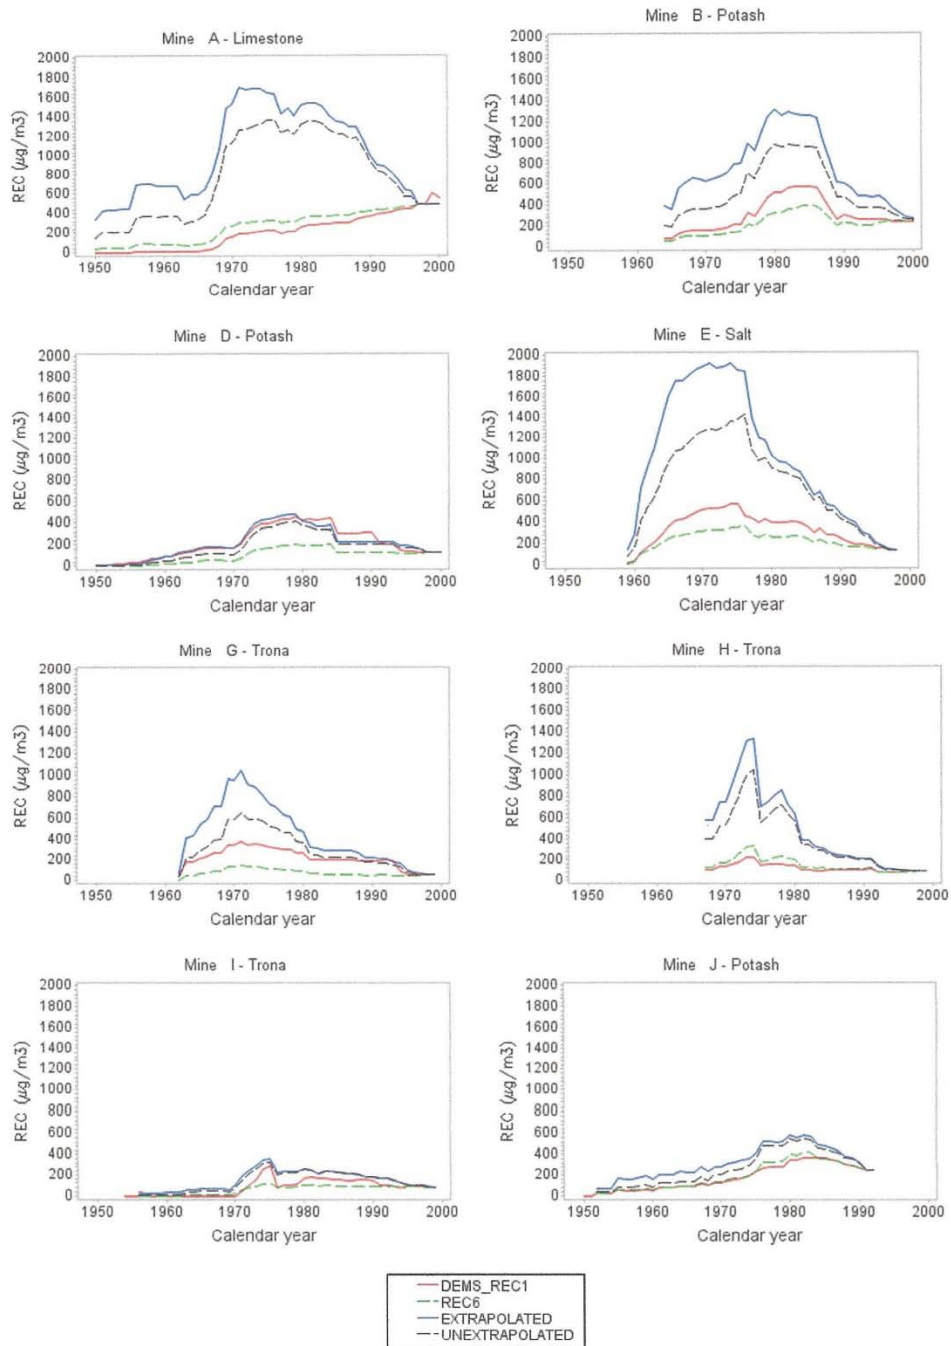 Mine A - Limestone
REC (µg/m3)
2000
1800
1600
1400
1200
1000
800
600
400
200
0
1950 1960 1970 1980 1990 2000
Calendar year
Mine B - Potash
REC (µg/m3)
2000
1800
1600
1400
1200
1000
800
600
400
200
0
1950 1960 1970 1980 1990 2000
Calendar year
Mine D - Potash
REC (µg/m3)
2000
1800
1600
1400
1200
1000
800
600
400
200
0
1950 1960 1970 1980 1990 2000
Calendar year
Mine E - Salt
REC (µg/m3)
2000
1800
1600
1400
1200
1000
800
600
400
200
0
1950 1960 1970 1980 1990 2000
Calendar year
Mine G - Trona
REC (µg/m3)
2000
1800
1600
1400
1200
1000
800
600
400
200
0
1950 1960 1970 1980 1990 2000
Calendar year
Mine H - Trona
REC (µg/m3)
2000
1800
1600
1400
1200
1000
800
600
400
200
0
1950 1960 1970 1980 1990 2000
Calendar year
Mine I - Trona
REC (µg/m3)
2000
1800
1600
1400
1200
1000
800
600
400
200
0
1950 1960 1970 1980 1990 2000
Calendar year
Mine J - Potash
REC (µg/m3)
2000
1800
1600
1400
1200
1000
800
600
400
200
0
1950 1960 1970 1980 1990 2000
Calendar year
DEMS_REC1
REC6
EXTRAPOLATED
UNEXTRAPOLATED